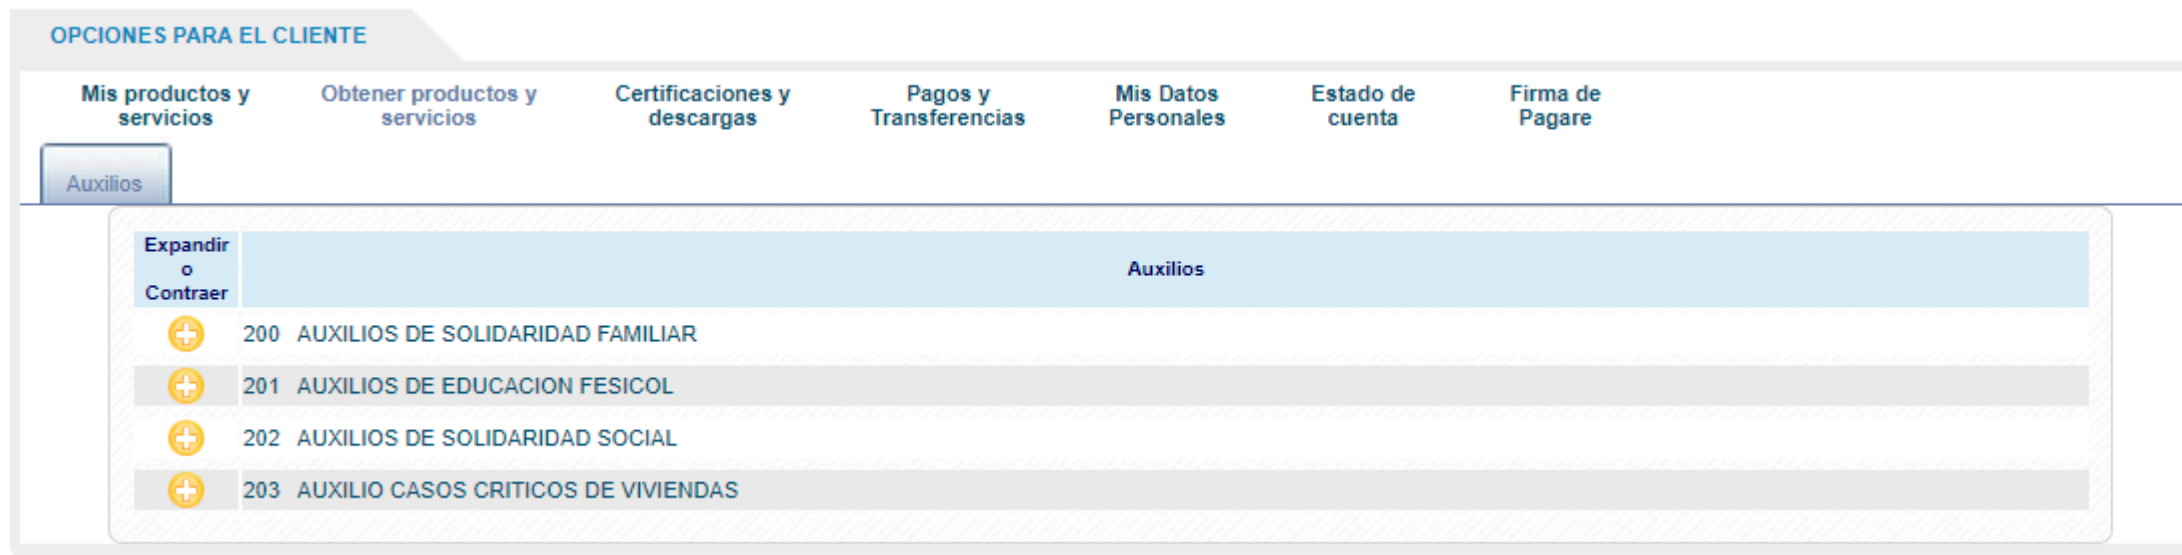 OPCIONES PARA EL CLIENTE
Mis productos y servicios
Obtener productos y servicios
Certificaciones y descargas
Pagos y Transferencias
Mis Datos Personales
Estado de cuenta
Firma de Pagare
Auxilios
Expandir o Contraer
Auxilios
200 AUXILIOS DE SOLIDARIDAD FAMILIAR
201 AUXILIOS DE EDUCACION FESICOL
202 AUXILIOS DE SOLIDARIDAD SOCIAL
203 AUXILIO CASOS CRITICOS DE VIVIENDAS